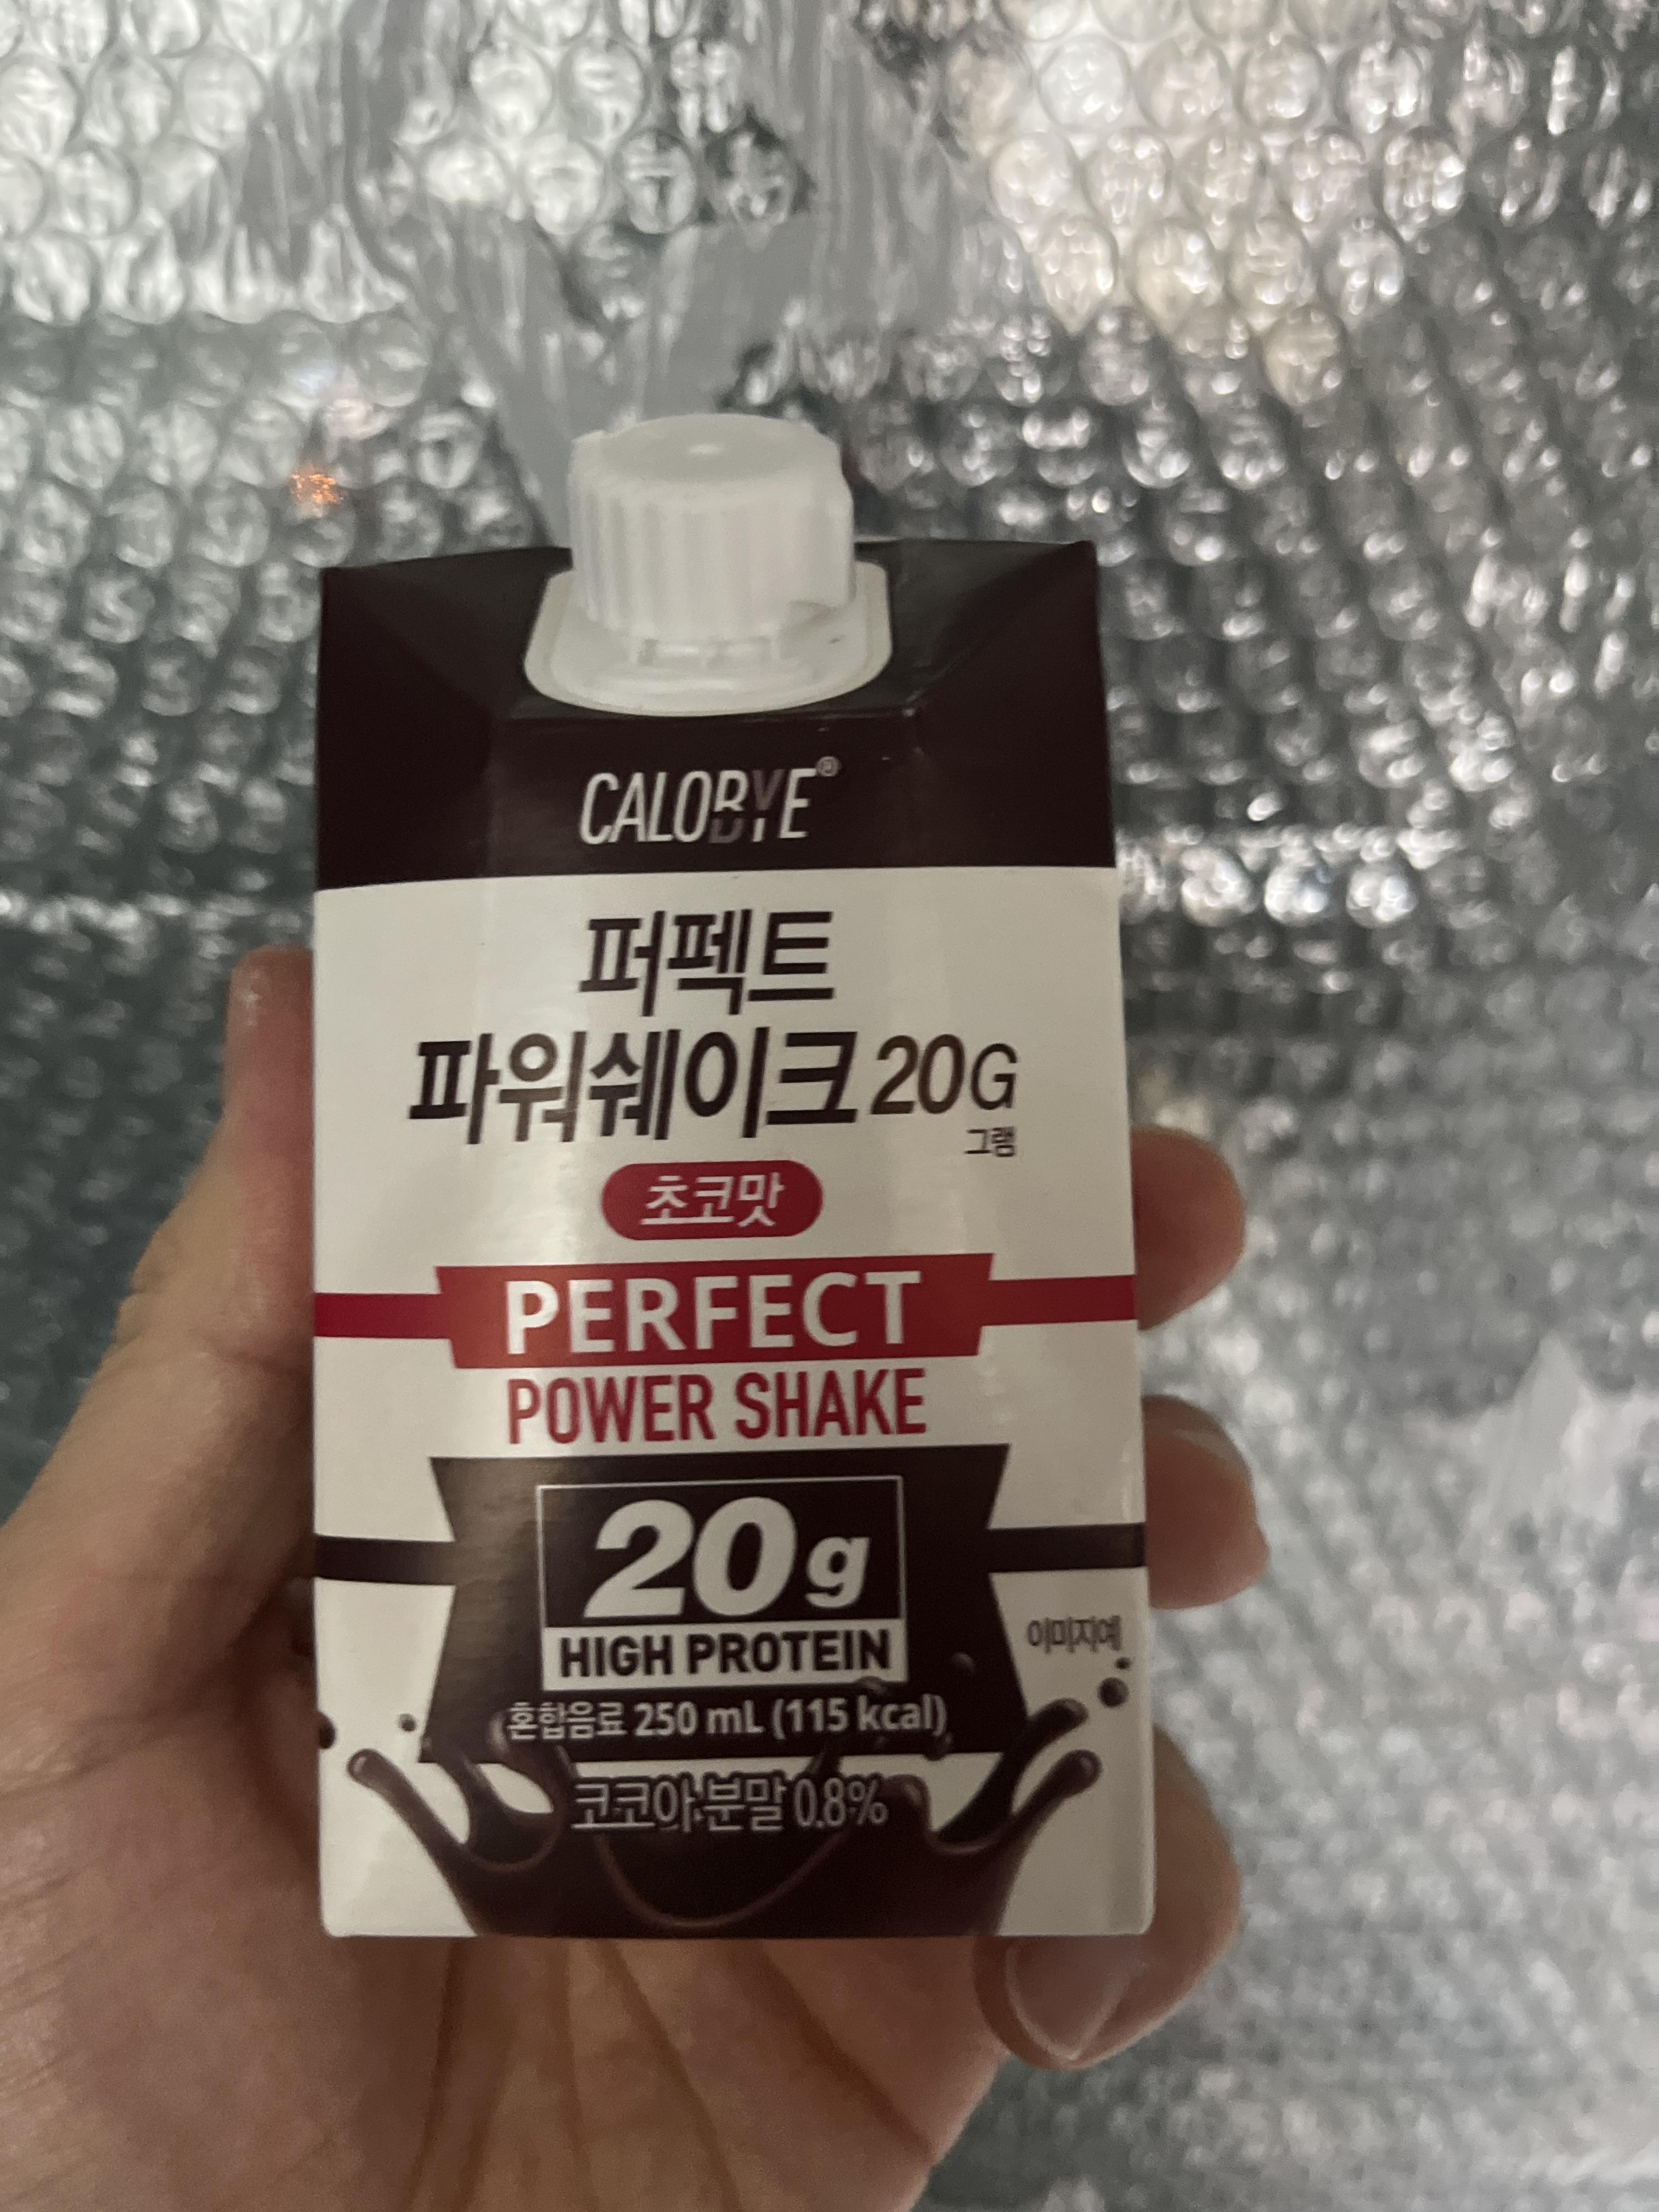 CALOBYE®
퍼펙트
파워쉐이크 20G
그램
초코맛
PERFECT
POWER SHAKE
20g
HIGH PROTEIN
이미지예
혼합음료 250 mL (115 kcal)
코코아분말 0.8%